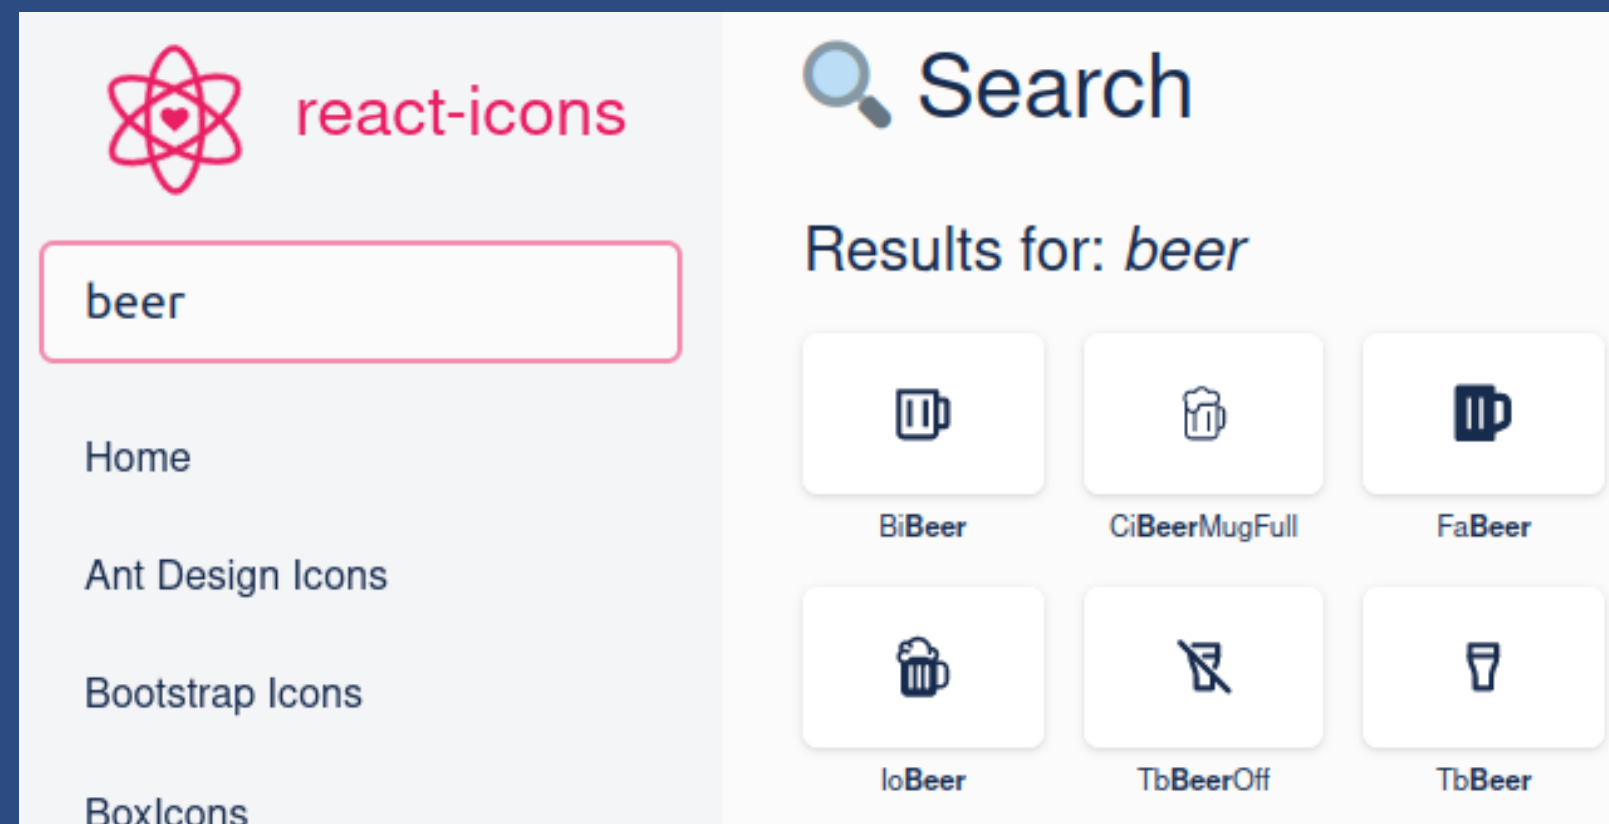 react-icons
beer
Home
Ant Design Icons
Bootstrap Icons
BoxIcons
Search
Results for: beer
BiBeer
CiBeerMugFull
FaBeer
IoBeer
TbBeerOff
TbBeer